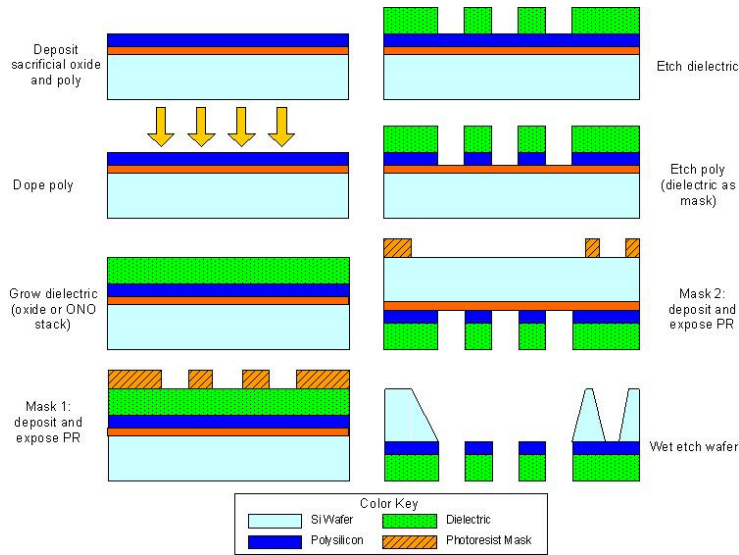 Deposit
sacrificial oxide
and poly
Dope poly
Grow dielectric
(oxide or ONO
stack)
Mask 1:
deposit and
expose PR
Etch dielectric
Etch poly
(dielectric as
mask)
Mask 2:
deposit and
expose PR
Wet etch wafer
Color Key
Si Wafer
Dielectric
Polysilicon
Photoresist Mask